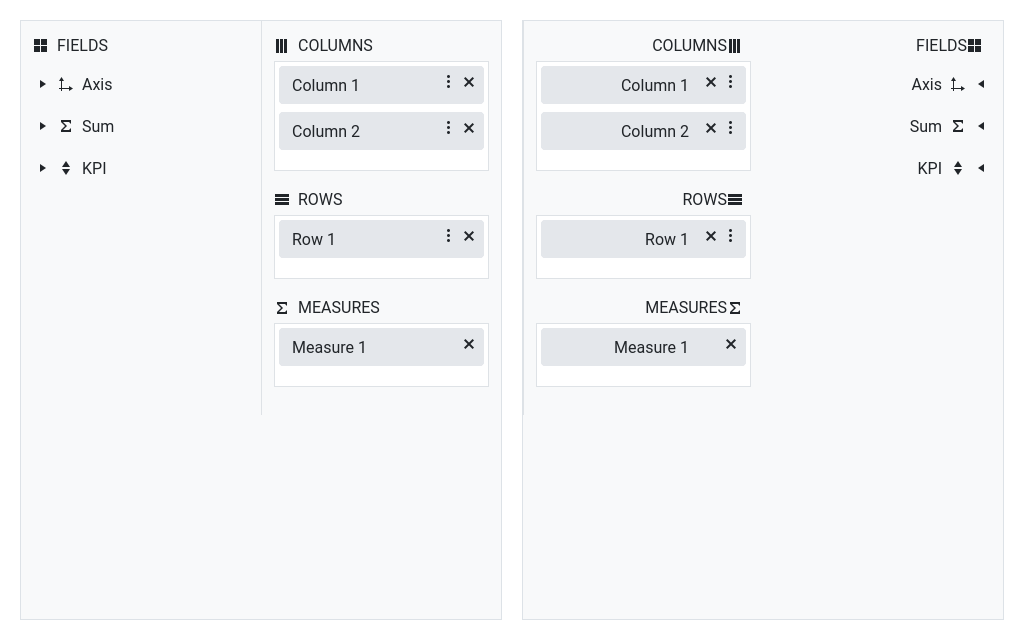 FIELDS
Axis
Sum
KPI
COLUMNS
Column 1
Column 2
ROWS
Row 1
MEASURES
Measure 1
COLUMNS
Column 1
Column 2
ROWS
Row 1
MEASURES
Measure 1
FIELDS
Axis
Sum
KPI